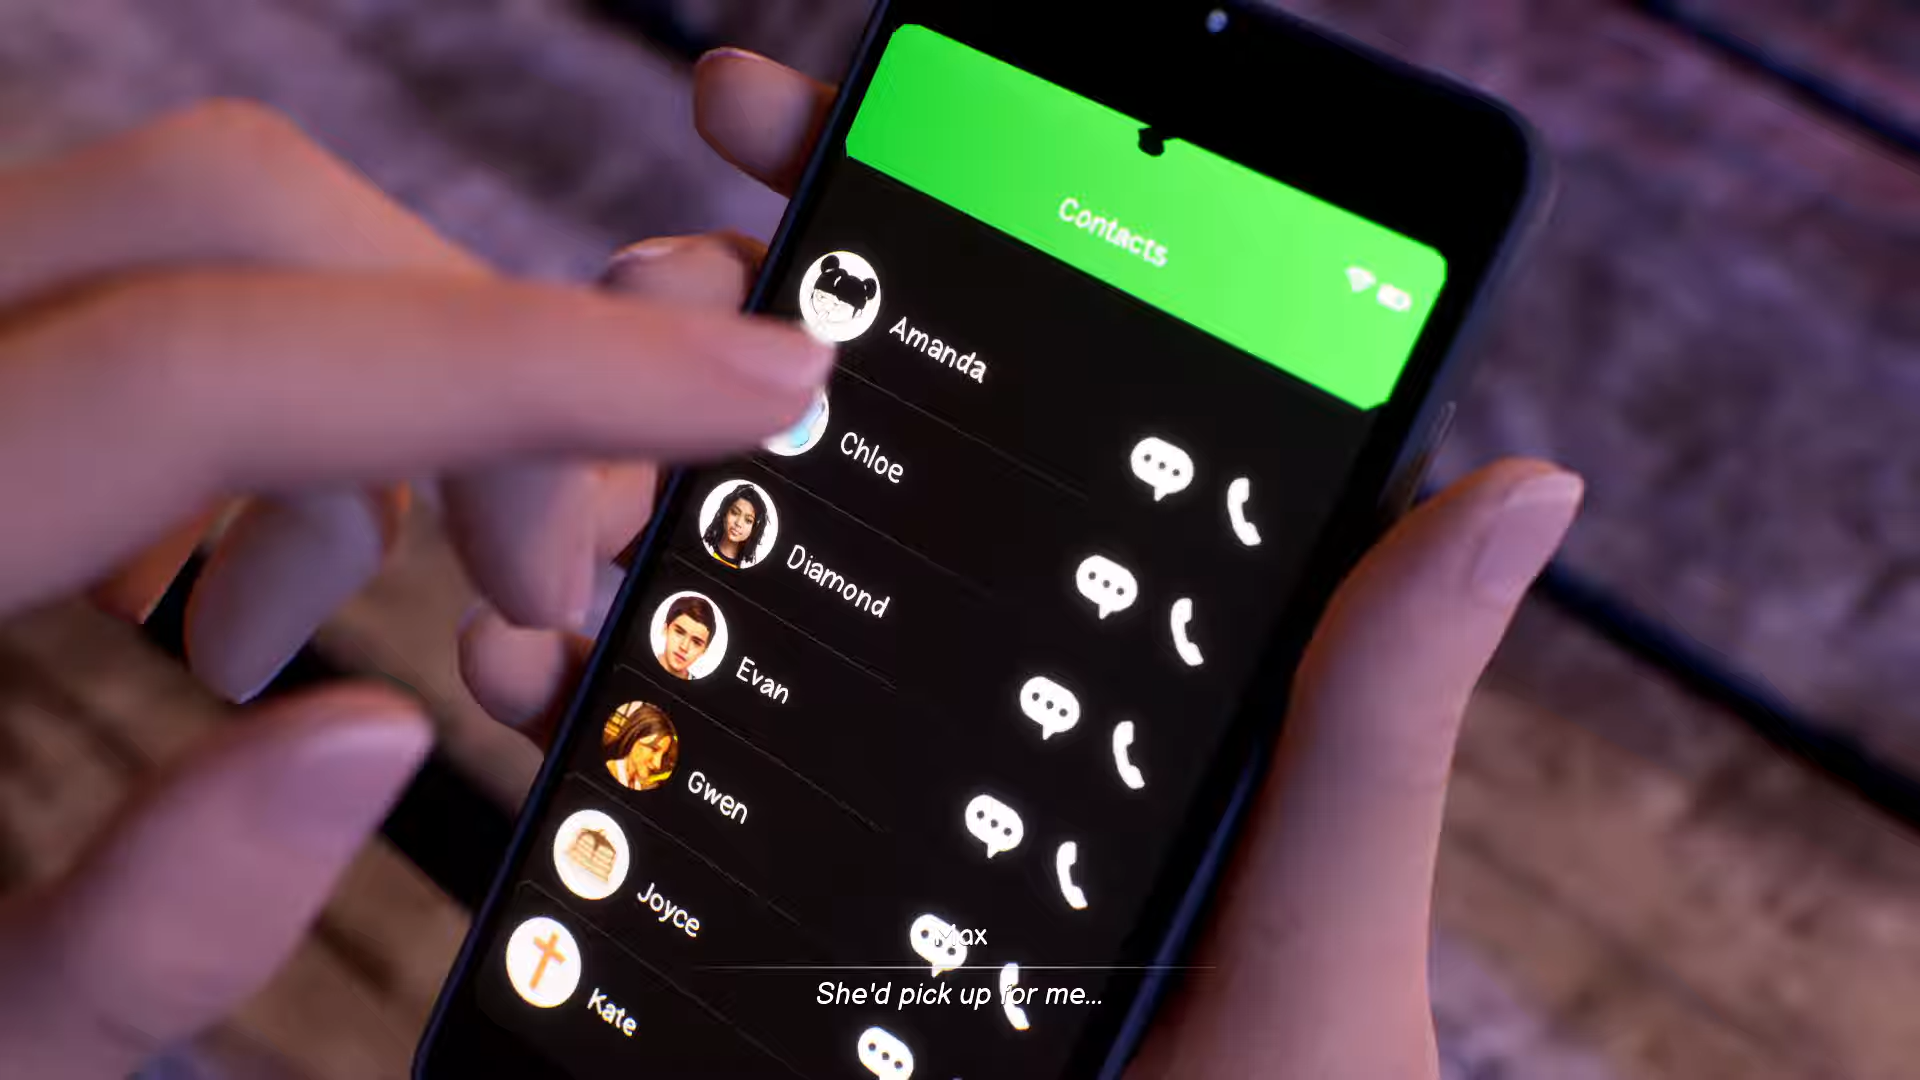 Contacts
Amanda
Chloe
Diamond
Evan
Gwen
Joyce
Kate
Max
She'd pick up for me...